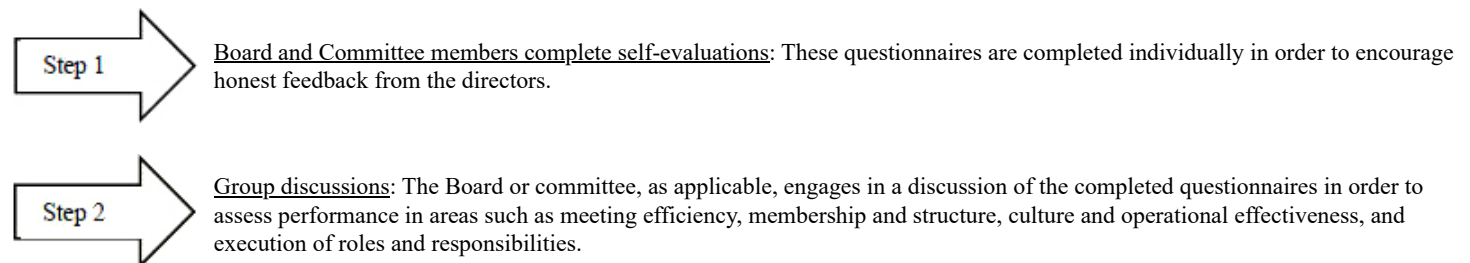 Step 1
Board and Committee members complete self-evaluations: These questionnaires are completed individually in order to encourage
honest feedback from the directors.
Step 2
Group discussions: The Board or committee, as applicable, engages in a discussion of the completed questionnaires in order to
assess performance in areas such as meeting efficiency, membership and structure, culture and operational effectiveness, and
execution of roles and responsibilities.